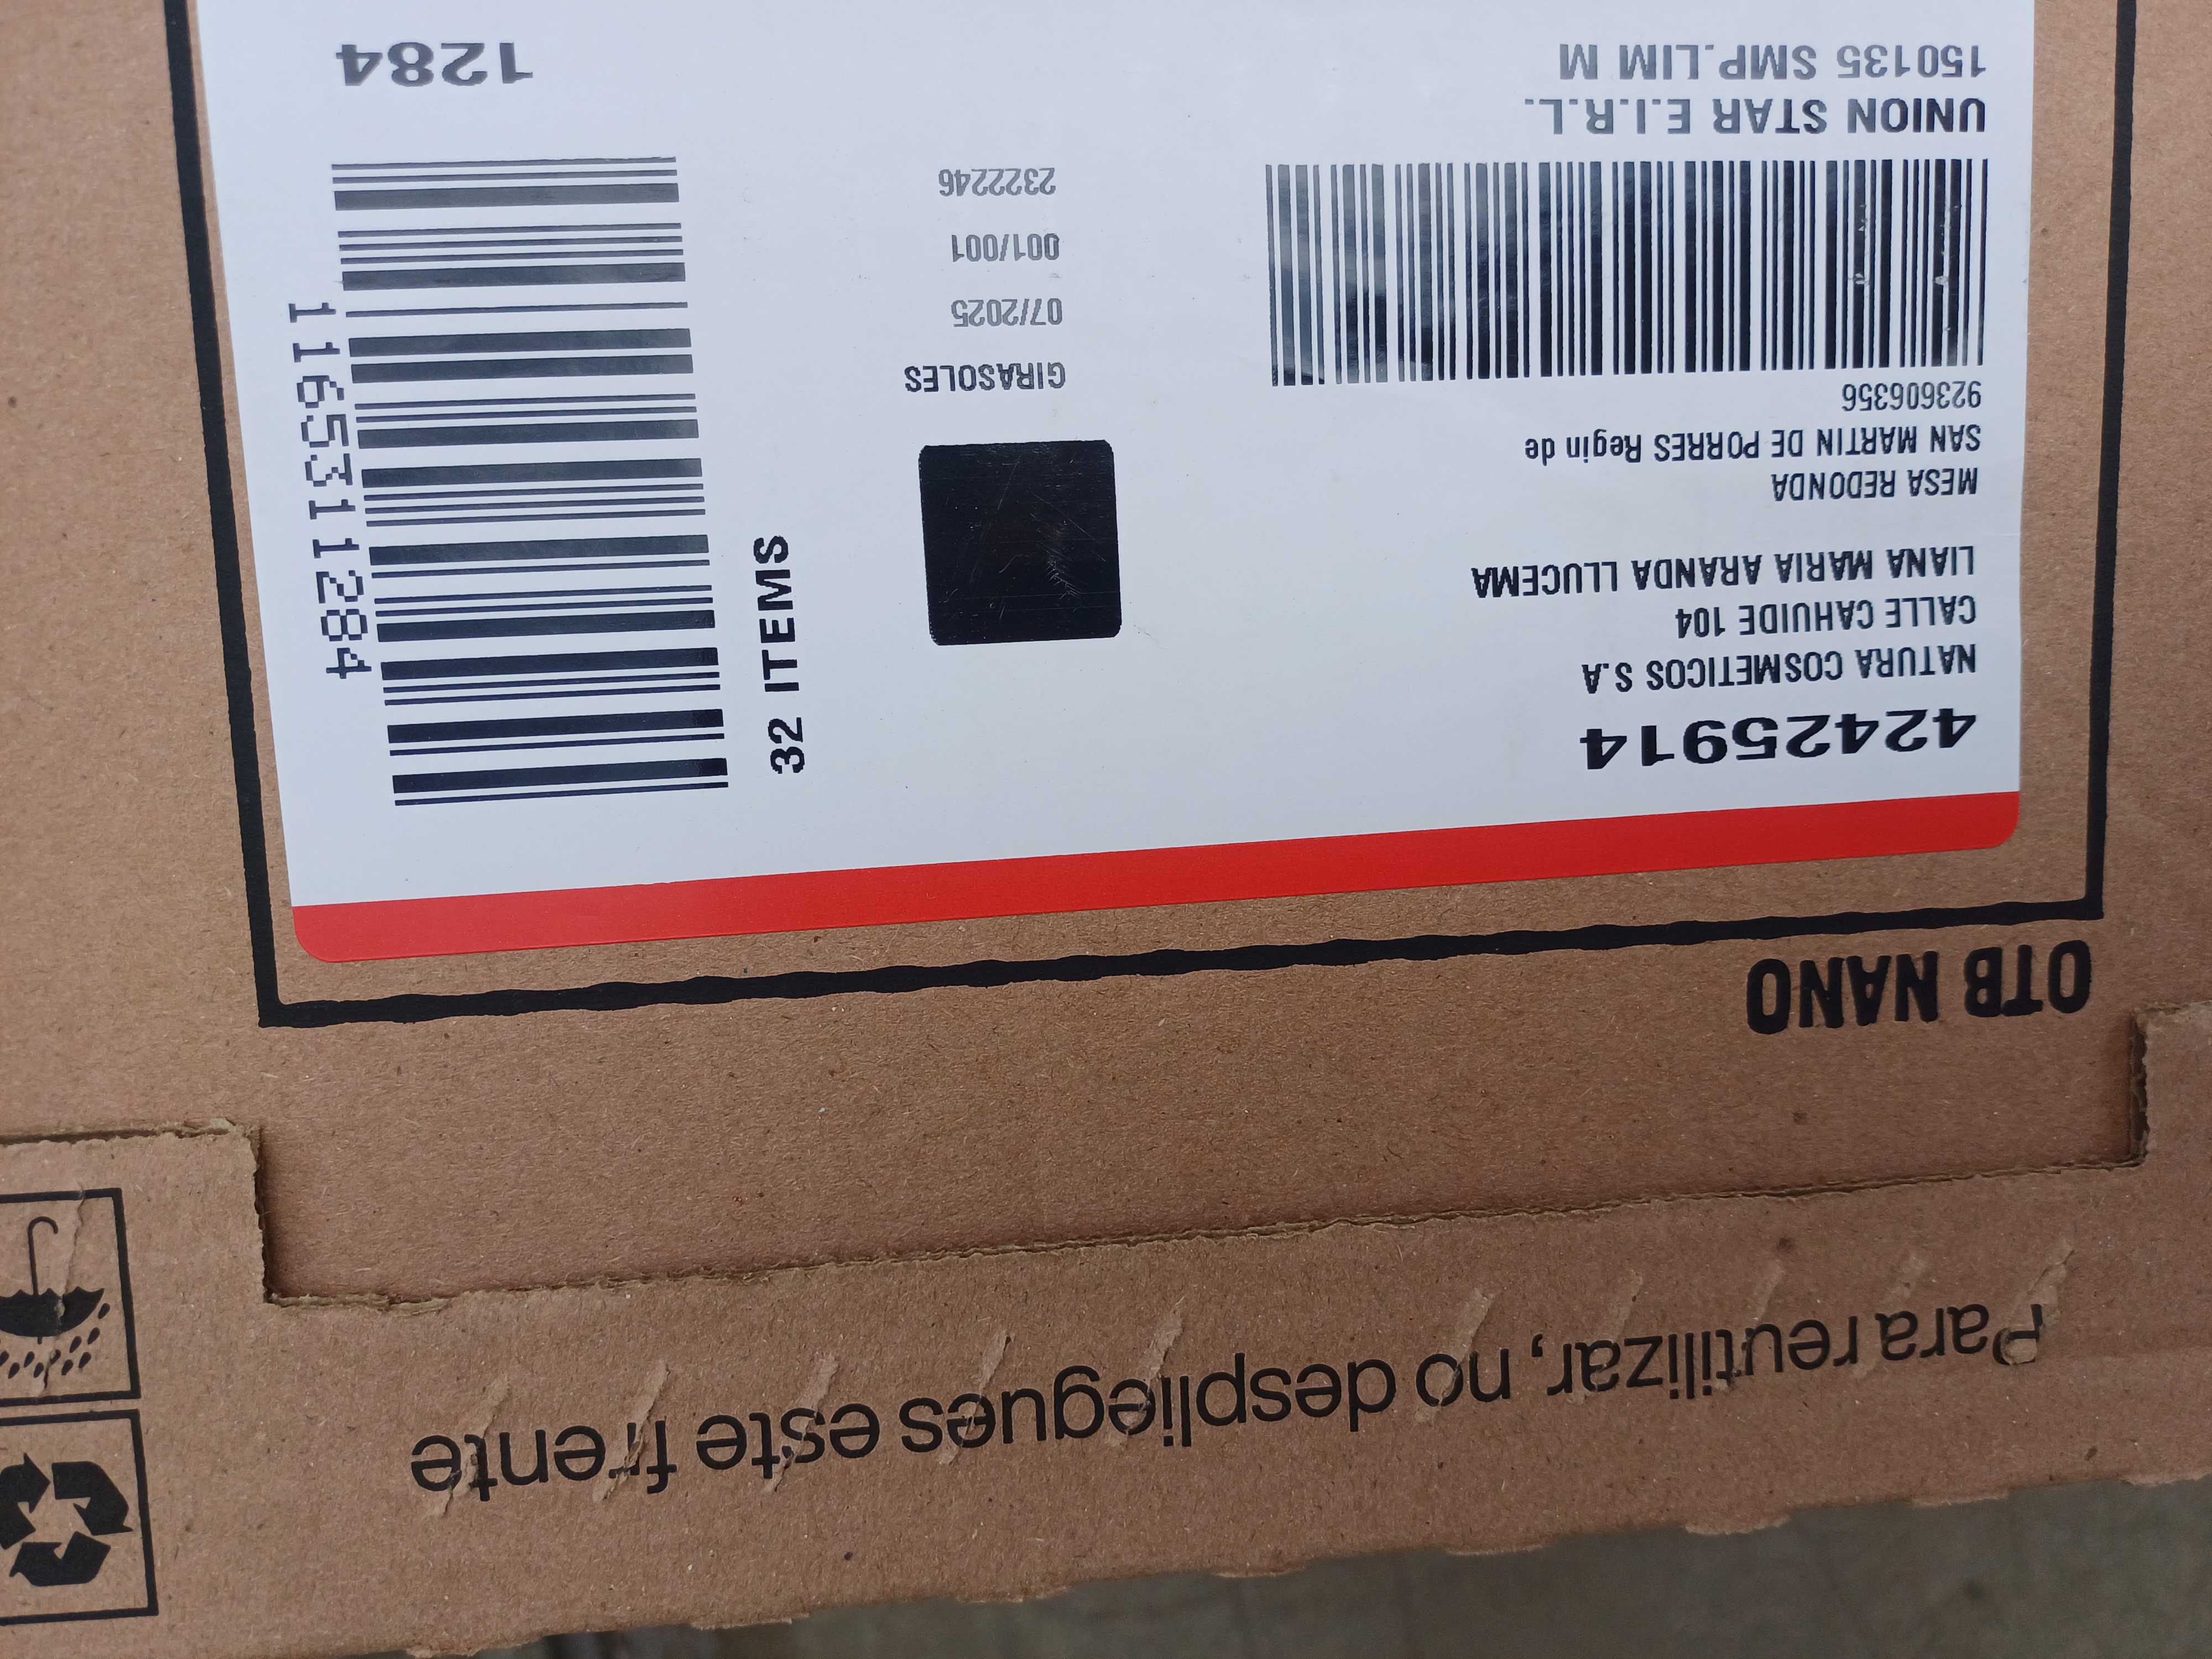 OTB NANO
42425914
NATURA COSMETICOS S.A
CALLE CAHUIDE 104
LIANA MARIA ARANDA LLUCEMA
MESA REDONDA
SAN MARTIN DE PORRES Regin de
923606356
UNION STAR E.I.R.L.
150135 SMP.LIM M
GIRASOLES
07/2025
001/001
2322246
32 ITEMS
1165311284
1284
Para reutilizar, no despliegues este frente